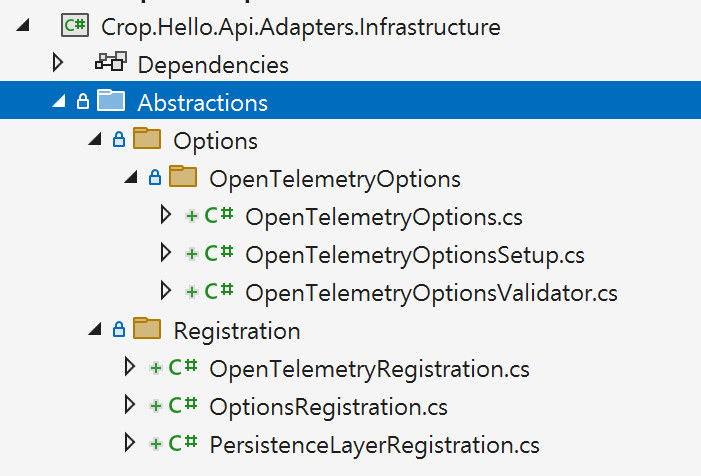 C# Crop.Hello.Api.Adapters.Infrastructure
Dependencies
Abstractions
Options
OpenTelemetryOptions
+ C# OpenTelemetryOptions.cs
+ C# OpenTelemetryOptionsSetup.cs
+ C# OpenTelemetryOptionsValidator.cs
Registration
+ C# OpenTelemetryRegistration.cs
+ C# OptionsRegistration.cs
+ C# PersistenceLayerRegistration.cs